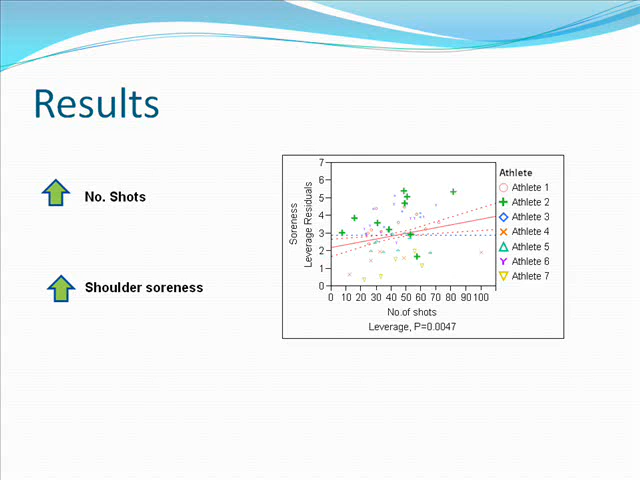 Results
No. Shots
Shoulder soreness
Soreness
Leverage Residuals
7
6
5
4
3
2
1
0
0 10 20 30 40 50 60 70 80 90 100
No.of shots
Leverage, P=0.0047
Athlete
Athlete 1
Athlete 2
Athlete 3
Athlete 4
Athlete 5
Athlete 6
Athlete 7